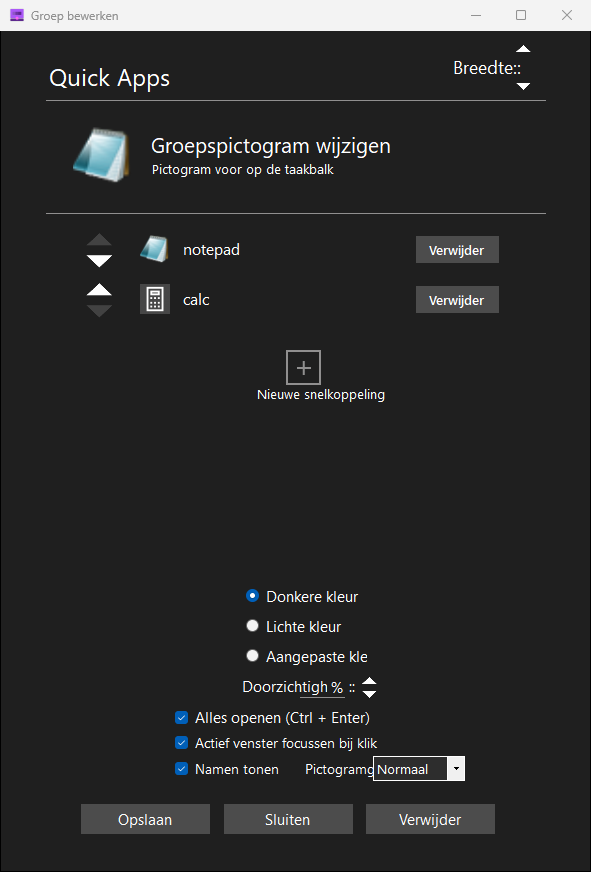 Groep bewerken
Quick Apps
Breedte::
Groepspictogram wijzigen
Pictogram voor op de taakbalk
notepad Verwijder
calc Verwijder
Nieuwe snelkoppeling
Donkere kleur
Lichte kleur
Aangepaste kle
Doorzichtigh % ::
Alles openen (Ctrl + Enter)
Actief venster focussen bij klik
Namen tonen Pictogramg Normaal
Opslaan Sluiten Verwijder